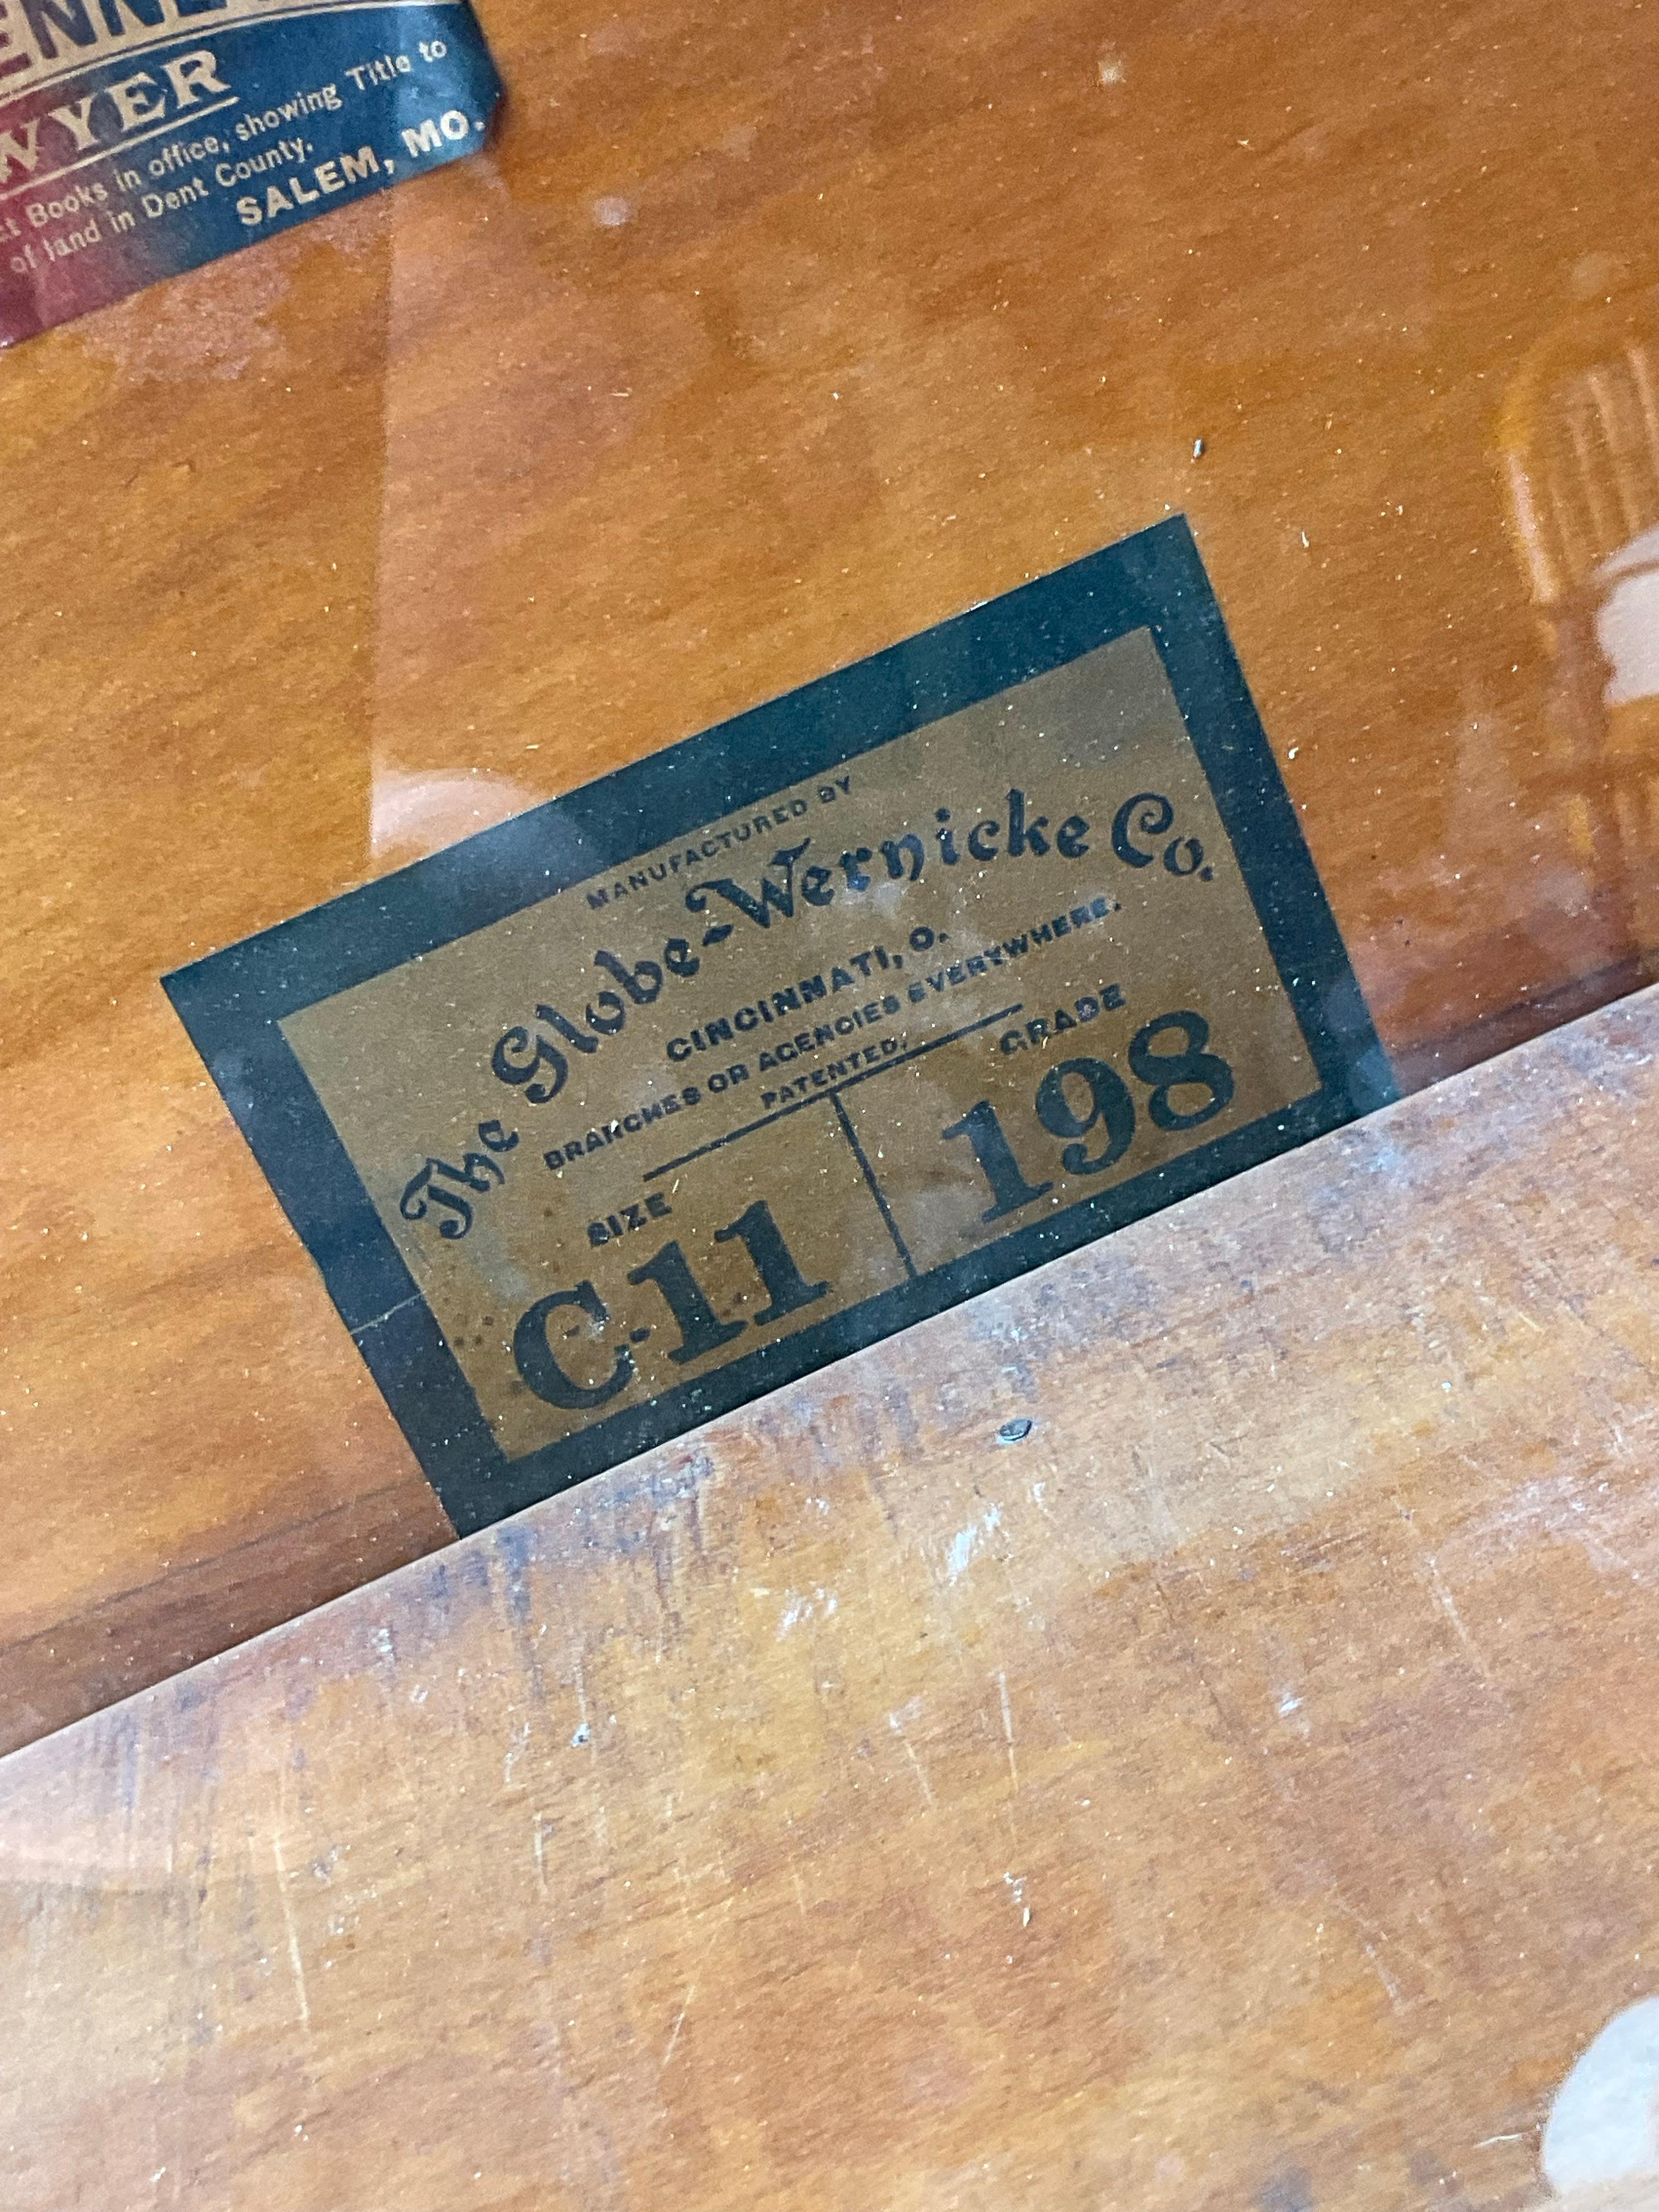 WYER
Books in office, showing Title to
of land in Dent County.
SALEM, MO.
MANUFACTURED BY
The Globe-Wernicke Co.
CINCINNATI, O.
BRANCHES OR AGENCIES EVERYWHERE.
PATENTED.
SIZE
C-11
GRADE
198